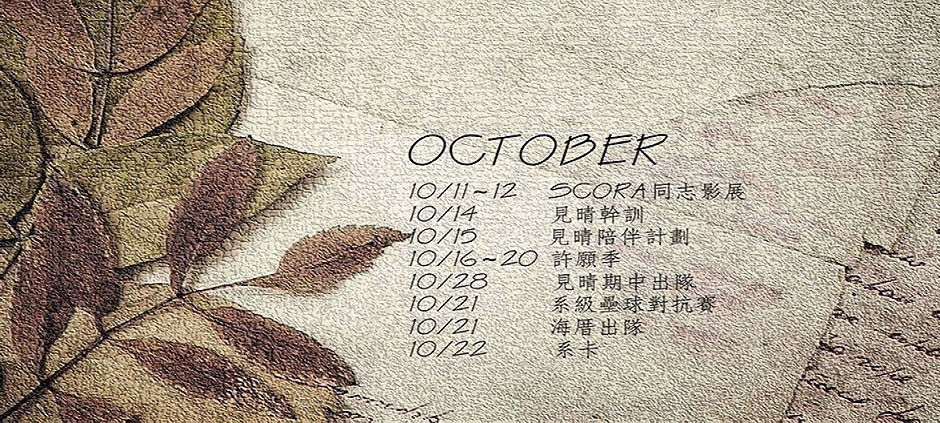 OCTOBER
10/11~12 SCORA同志影展
10/14 見晴幹訓
10/15 見晴陪伴計劃
10/16~20 許願季
10/28 見晴期中出隊
10/21 系級壘球對抗賽
10/21 海厝出隊
10/22 系卡